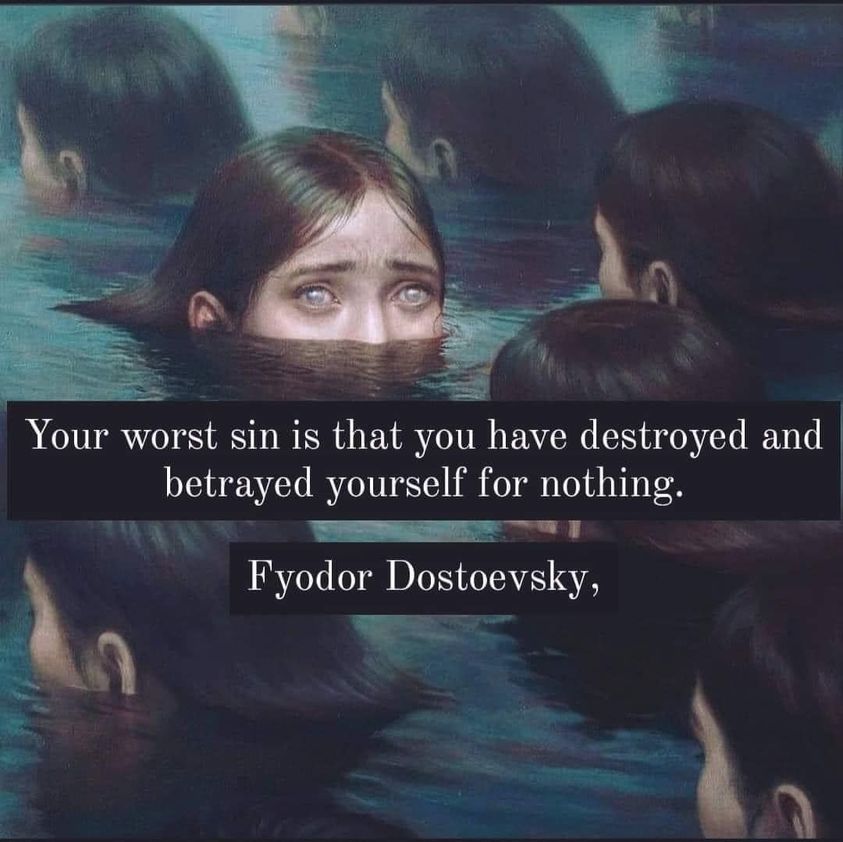 Your worst sin is that you have destroyed and
betrayed yourself for nothing.
Fyodor Dostoevsky,